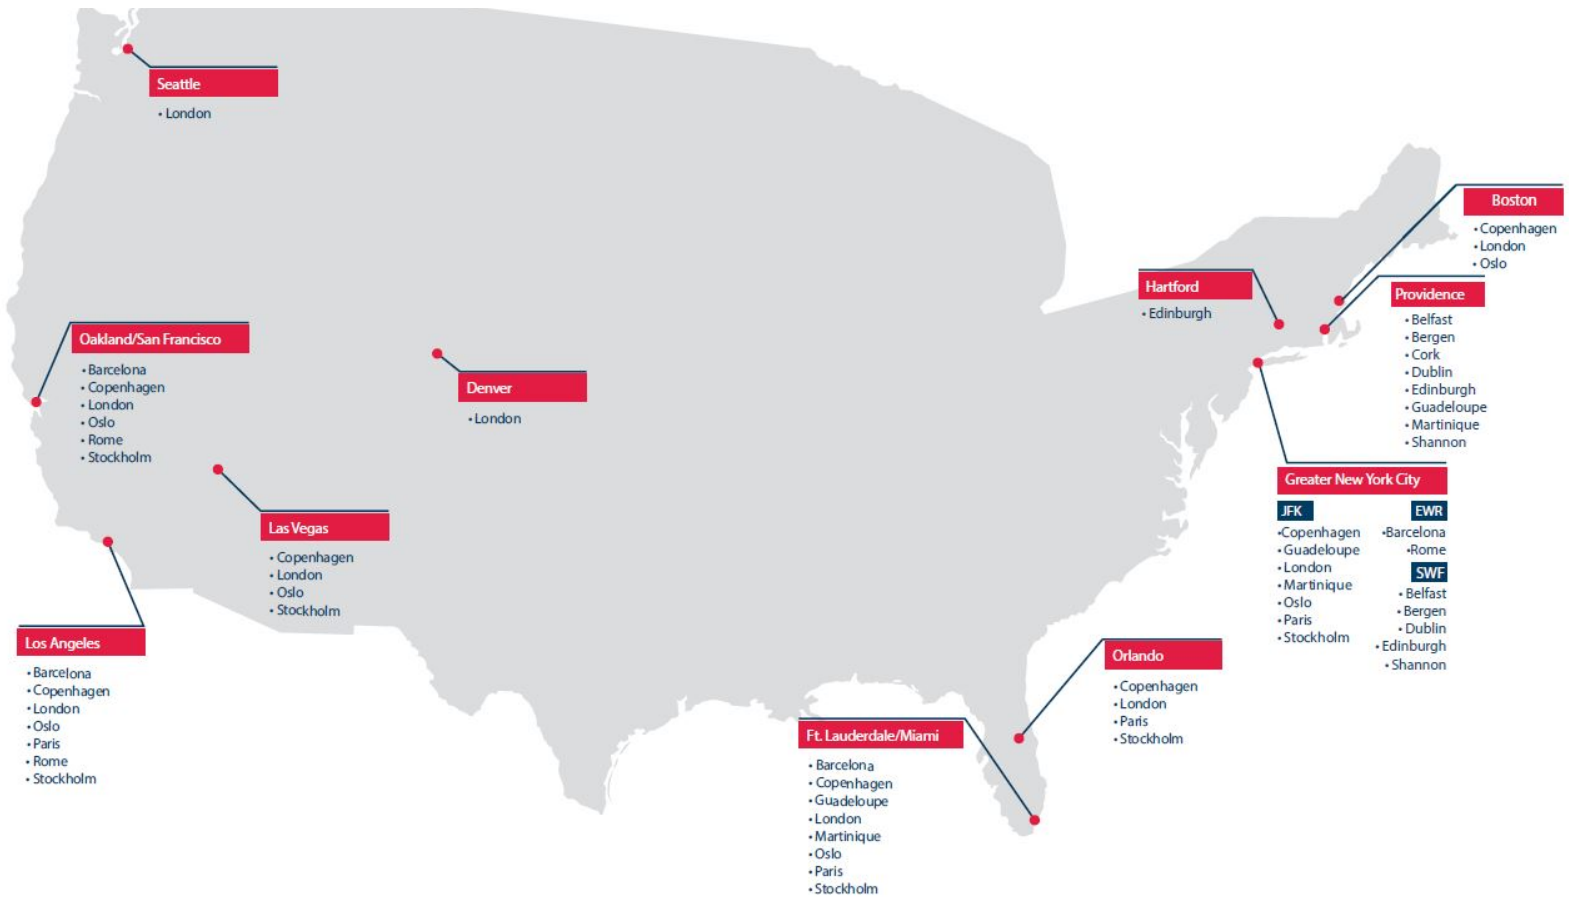 Seattle
• London
Boston
• Copenhagen
• London
• Oslo
Hartford
• Edinburgh
Providence
• Belfast
• Bergen
• Cork
• Dublin
• Edinburgh
• Guadeloupe
• Martinique
• Shannon
Oakland/San Francisco
• Barcelona
• Copenhagen
• London
• Oslo
• Rome
• Stockholm
Denver
• London
Las Vegas
• Copenhagen
• London
• Oslo
• Stockholm
Greater New York City
JFK
• Copenhagen
• Guadeloupe
• London
• Martinique
• Oslo
• Paris
• Stockholm
EWR
• Barcelona
• Rome
SWF
• Belfast
• Bergen
• Dublin
• Edinburgh
• Shannon
Los Angeles
• Barcelona
• Copenhagen
• London
• Oslo
• Paris
• Rome
• Stockholm
Orlando
• Copenhagen
• London
• Paris
• Stockholm
Ft. Lauderdale/Miami
• Barcelona
• Copenhagen
• Guadeloupe
• London
• Martinique
• Oslo
• Paris
• Stockholm